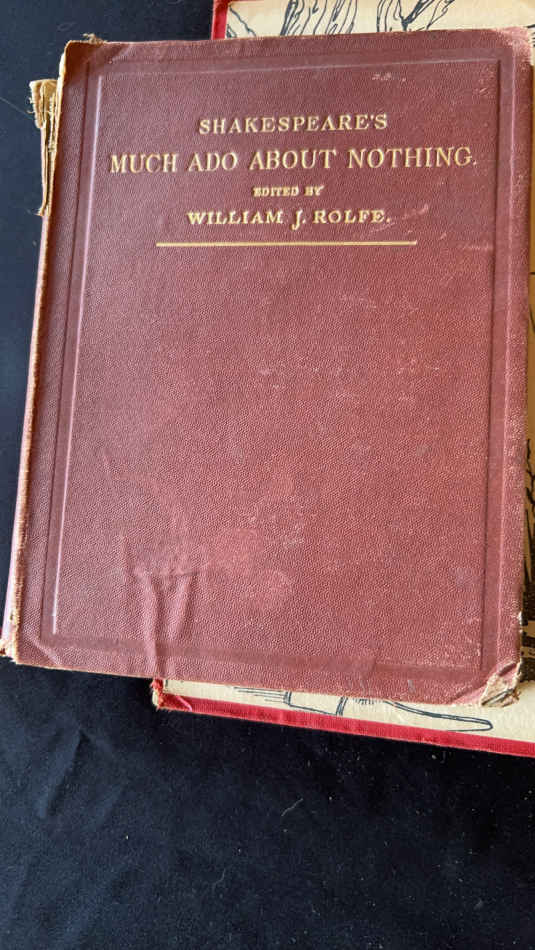 SHAKESPEARE'S
MUCH ADO ABOUT NOTHING.
EDITED BY
WILLIAM J. ROLFE.